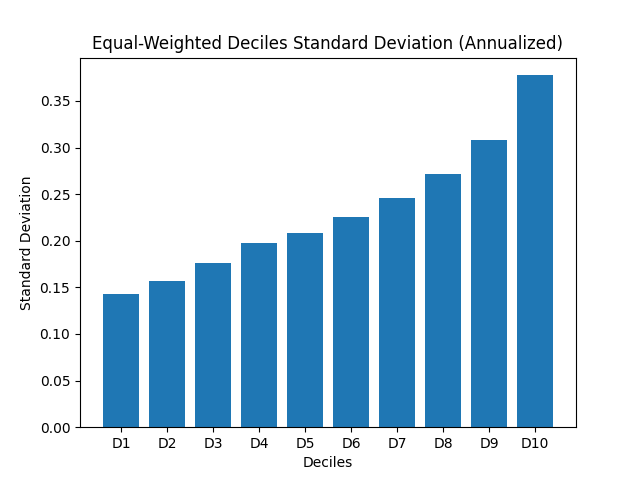 Equal-Weighted Deciles Standard Deviation (Annualized)
Standard Deviation
0.35
0.30
0.25
0.20
0.15
0.10
0.05
0.00
D1 D2 D3 D4 D5 D6 D7 D8 D9 D10
Deciles